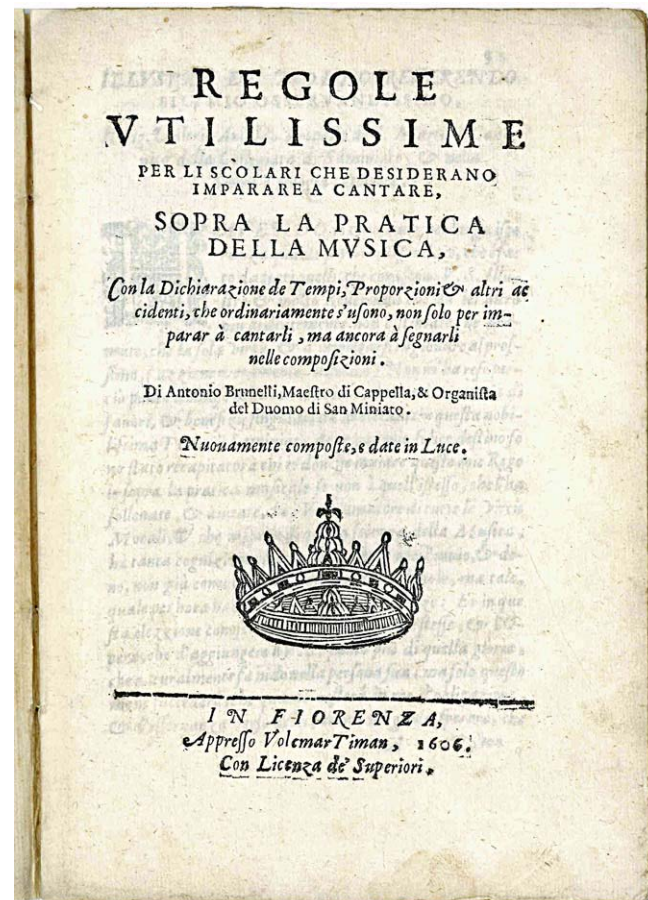 REGOLE
VTILISSIME
PER LI SCOLARI CHE DESIDERANO
IMPARARE A CANTARE,
SOPRA LA PRATICA
DELLA MVSICA,
Con la Dichiarazione de Tempi, Proporzioni & altri ac
cidenti, che ordinariamente s'uſono, non ſolo per im-
parar à cantarli, ma ancora à ſegnarli
nelle compoſizioni.
Di Antonio Brunelli, Maeſtro di Cappella, & Organiſta
del Duomo di San Miniato.
Nuouamente compoſte, e date in Luce.
IN FIORENZA,
Appreſſo Volcmar Timan, 1606.
Con Licenza de' Superiori.